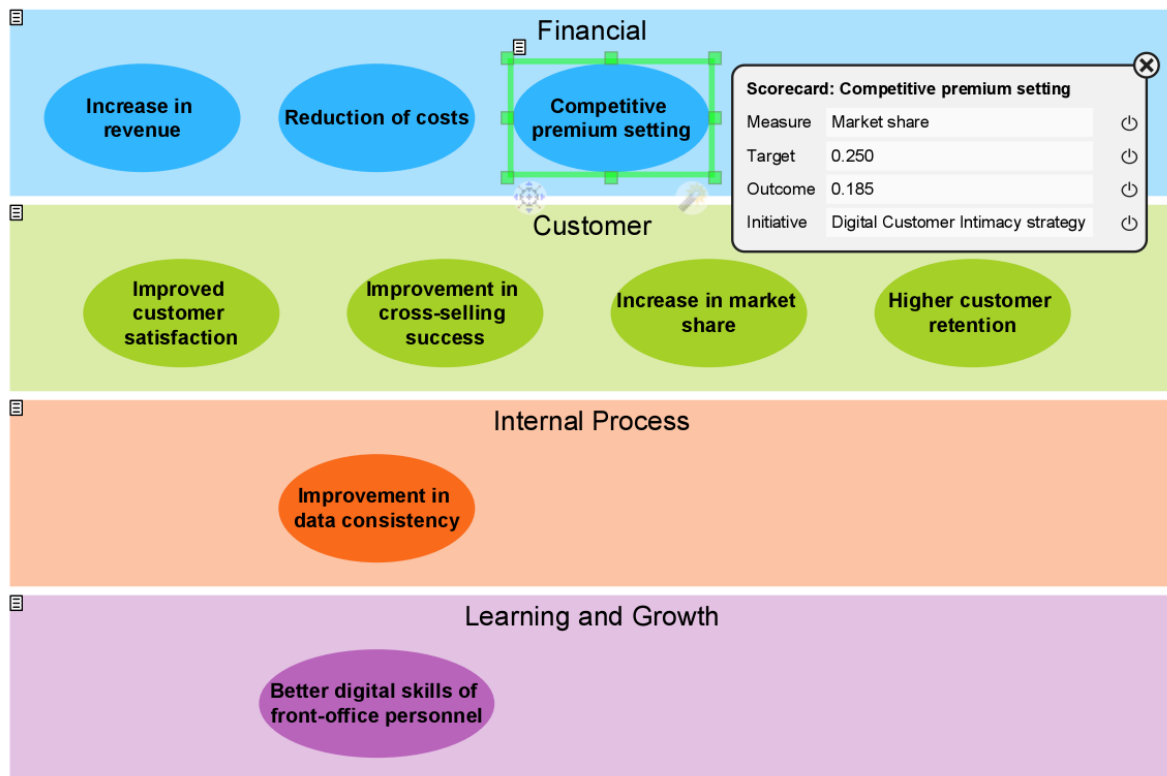 Financial
Increase in
revenue
Reduction of costs
Competitive
premium setting
Scorecard: Competitive premium setting
Measure Market share
Target 0.250
Outcome 0.185
Initiative Digital Customer Intimacy strategy
Customer
Improved
customer
satisfaction
Improvement in
cross-selling
success
Increase in market
share
Higher customer
retention
Internal Process
Improvement in
data consistency
Learning and Growth
Better digital skills of
front-office personnel